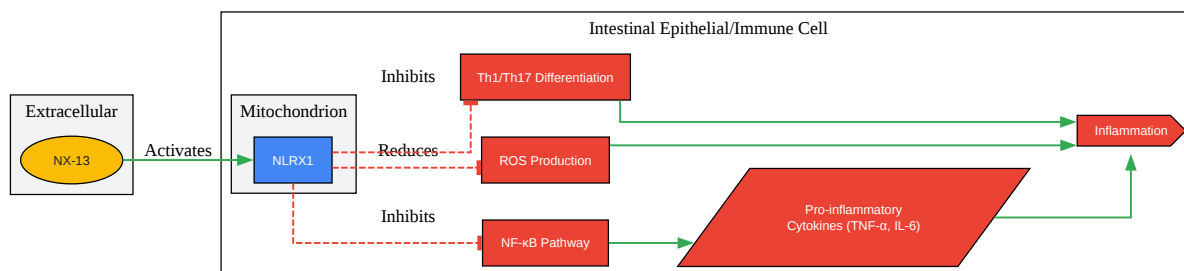 Intestinal Epithelial/Immune Cell
Inhibits
Th1/Th17 Differentiation
Extracellular
Mitochondrion
Inflammation
NX-13
Activates
NLRX1
Reduces
ROS Production
Inhibits
Pro-inflammatory
Cytokines (TNF-α, IL-6)
NF-κB Pathway